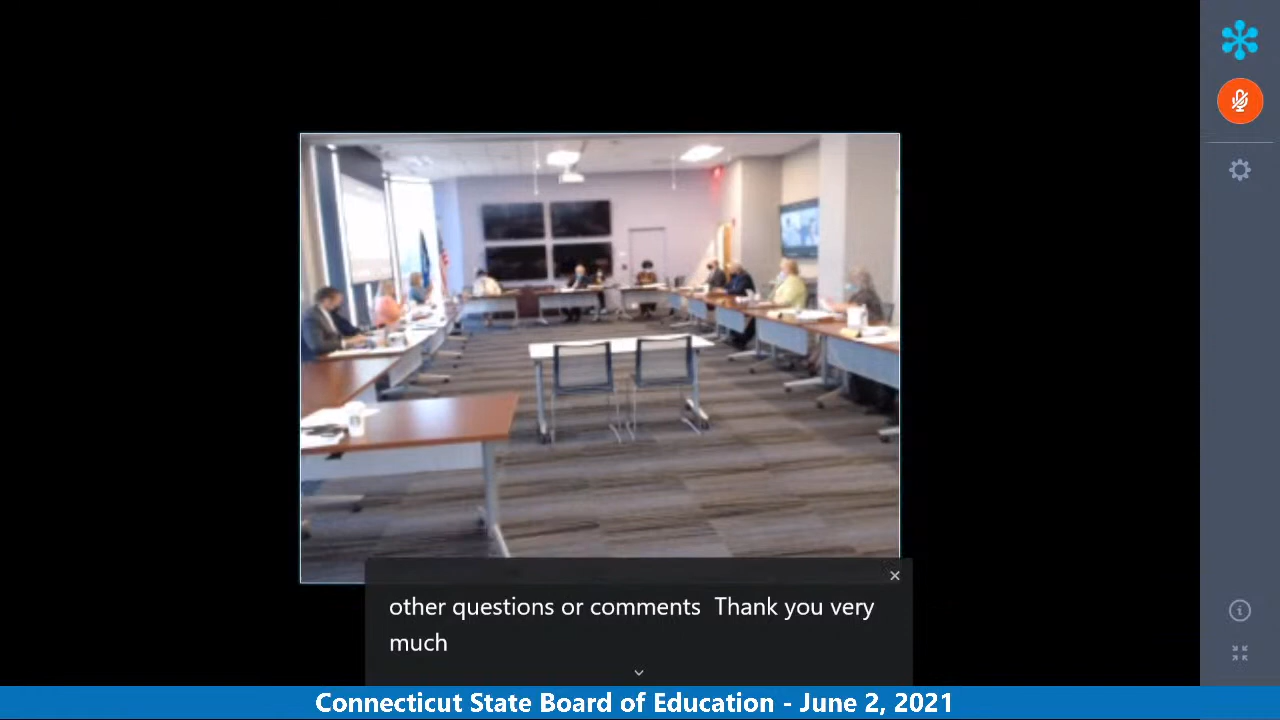 other questions or comments  Thank you very
much
Connecticut State Board of Education - June 2, 2021